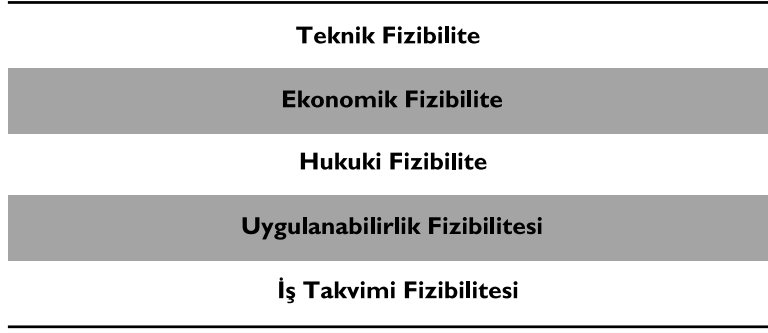 Teknik Fizibilite
Ekonomik Fizibilite
Hukuki Fizibilite
Uygulanabilirlik Fizibilitesi
İş Takvimi Fizibilitesi